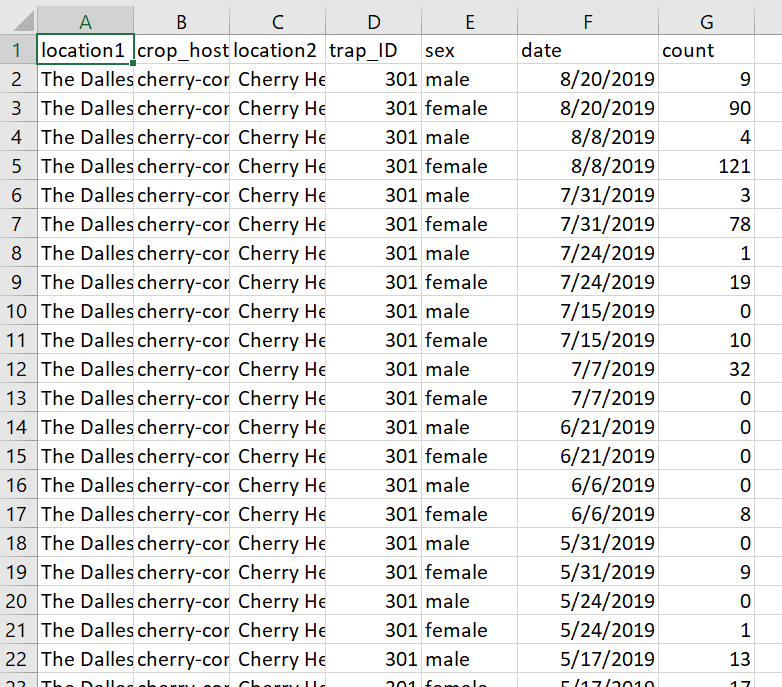 A B C D E F G
1 location1 crop_host location2 trap_ID sex date count
2 The Dalles cherry-cor Cherry He 301 male 8/20/2019 9
3 The Dalles cherry-cor Cherry He 301 female 8/20/2019 90
4 The Dalles cherry-cor Cherry He 301 male 8/8/2019 4
5 The Dalles cherry-cor Cherry He 301 female 8/8/2019 121
6 The Dalles cherry-cor Cherry He 301 male 7/31/2019 3
7 The Dalles cherry-cor Cherry He 301 female 7/31/2019 78
8 The Dalles cherry-cor Cherry He 301 male 7/24/2019 1
9 The Dalles cherry-cor Cherry He 301 female 7/24/2019 19
10 The Dalles cherry-cor Cherry He 301 male 7/15/2019 0
11 The Dalles cherry-cor Cherry He 301 female 7/15/2019 10
12 The Dalles cherry-cor Cherry He 301 male 7/7/2019 32
13 The Dalles cherry-cor Cherry He 301 female 7/7/2019 0
14 The Dalles cherry-cor Cherry He 301 male 6/21/2019 0
15 The Dalles cherry-cor Cherry He 301 female 6/21/2019 0
16 The Dalles cherry-cor Cherry He 301 male 6/6/2019 0
17 The Dalles cherry-cor Cherry He 301 female 6/6/2019 8
18 The Dalles cherry-cor Cherry He 301 male 5/31/2019 0
19 The Dalles cherry-cor Cherry He 301 female 5/31/2019 9
20 The Dalles cherry-cor Cherry He 301 male 5/24/2019 0
21 The Dalles cherry-cor Cherry He 301 female 5/24/2019 1
22 The Dalles cherry-cor Cherry He 301 male 5/17/2019 13
23 The Dalles cherry-cor Cherry He 301 female 5/17/2019 17